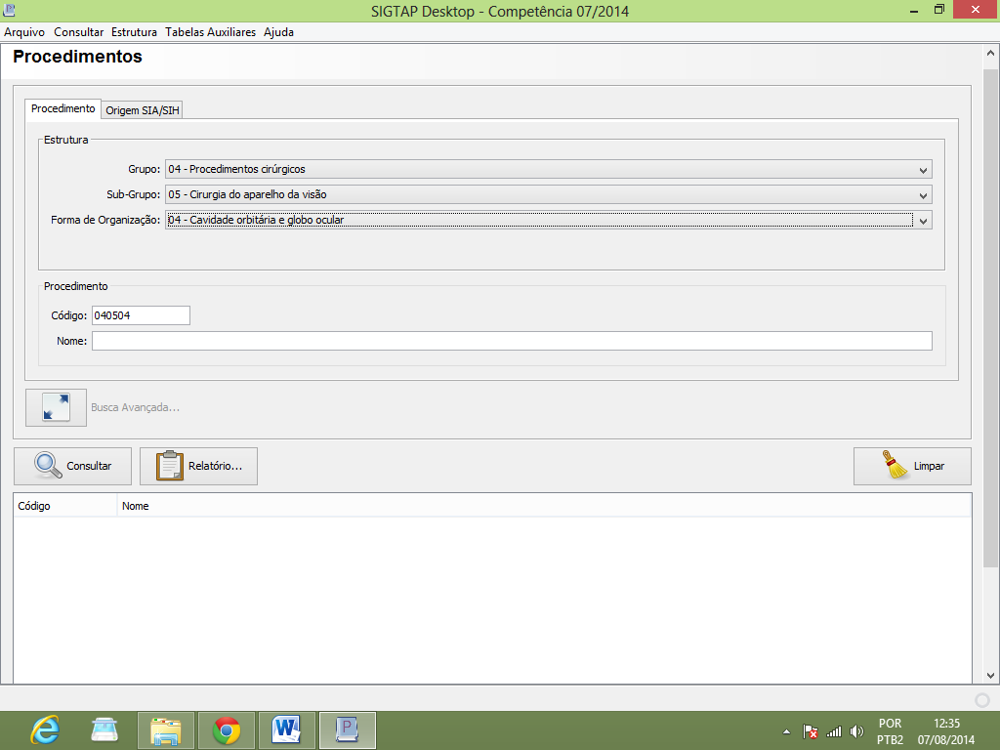 SIGTAP Desktop - Competência 07/2014
Arquivo Consultar Estrutura Tabelas Auxiliares Ajuda
Procedimentos
Procedimento Origem SIA/SIH
Estrutura
Grupo: 04 - Procedimentos cirúrgicos
Sub-Grupo: 05 - Cirurgia do aparelho da visão
Forma de Organização: 04 - Cavidade orbitária e globo ocular
Procedimento
Código: 040504
Nome:
Busca Avançada...
Consultar Relatório... Limpar
Código Nome
POR 12:35
PTB2 07/08/2014